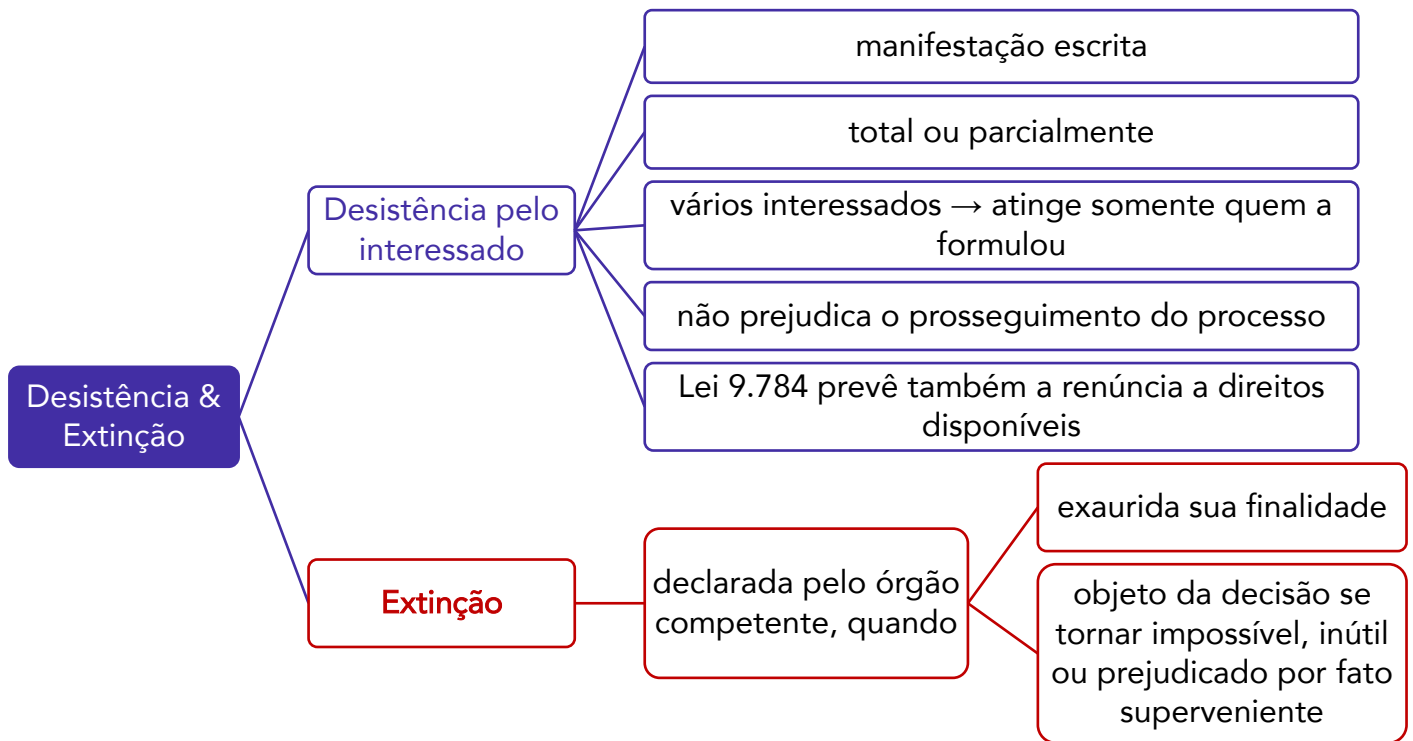 Desistência &
Extinção
Desistência pelo
interessado
manifestação escrita
total ou parcialmente
vários interessados → atinge somente quem a
formulou
não prejudica o prosseguimento do processo
Lei 9.784 prevê também a renúncia a direitos
disponíveis
Extinção
declarada pelo órgão
competente, quando
exaurida sua finalidade
objeto da decisão se
tornar impossível, inútil
ou prejudicado por fato
superveniente